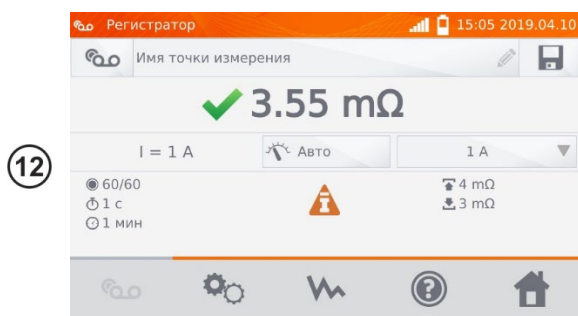 Регистратор 15:05 2019.04.10
Имя точки измерения
3.55 mΩ
I = 1 A Авто 1 A
12
60/60 4 mΩ
1 с 3 mΩ
1 мин